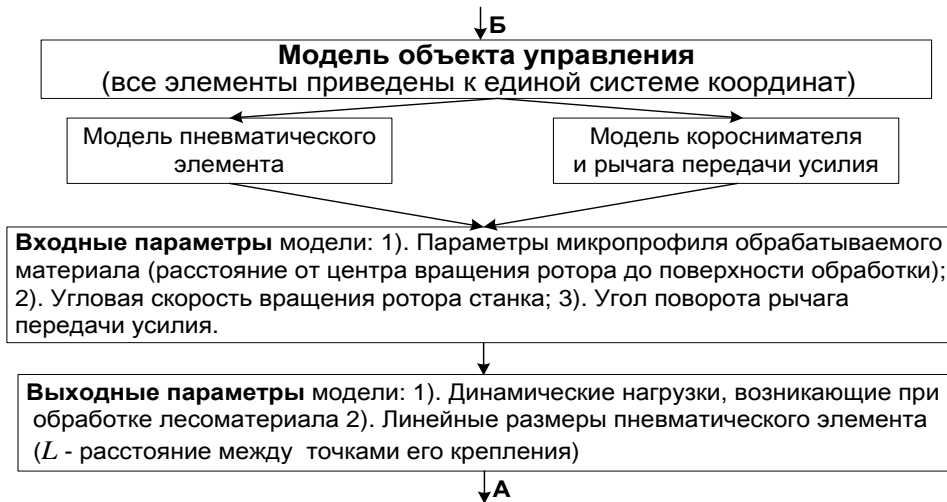 Б
Модель объекта управления
(все элементы приведены к единой системе координат)
Модель пневматического
элемента
Модель короснимателя
и рычага передачи усилия
Входные параметры модели: 1). Параметры микропрофиля обрабатываемого
материала (расстояние от центра вращения ротора до поверхности обработки);
2). Угловая скорость вращения ротора станка; 3). Угол поворота рычага
передачи усилия.
Выходные параметры модели: 1). Динамические нагрузки, возникающие при
обработке лесоматериала 2). Линейные размеры пневматического элемента
(L - расстояние между точками его крепления)
А